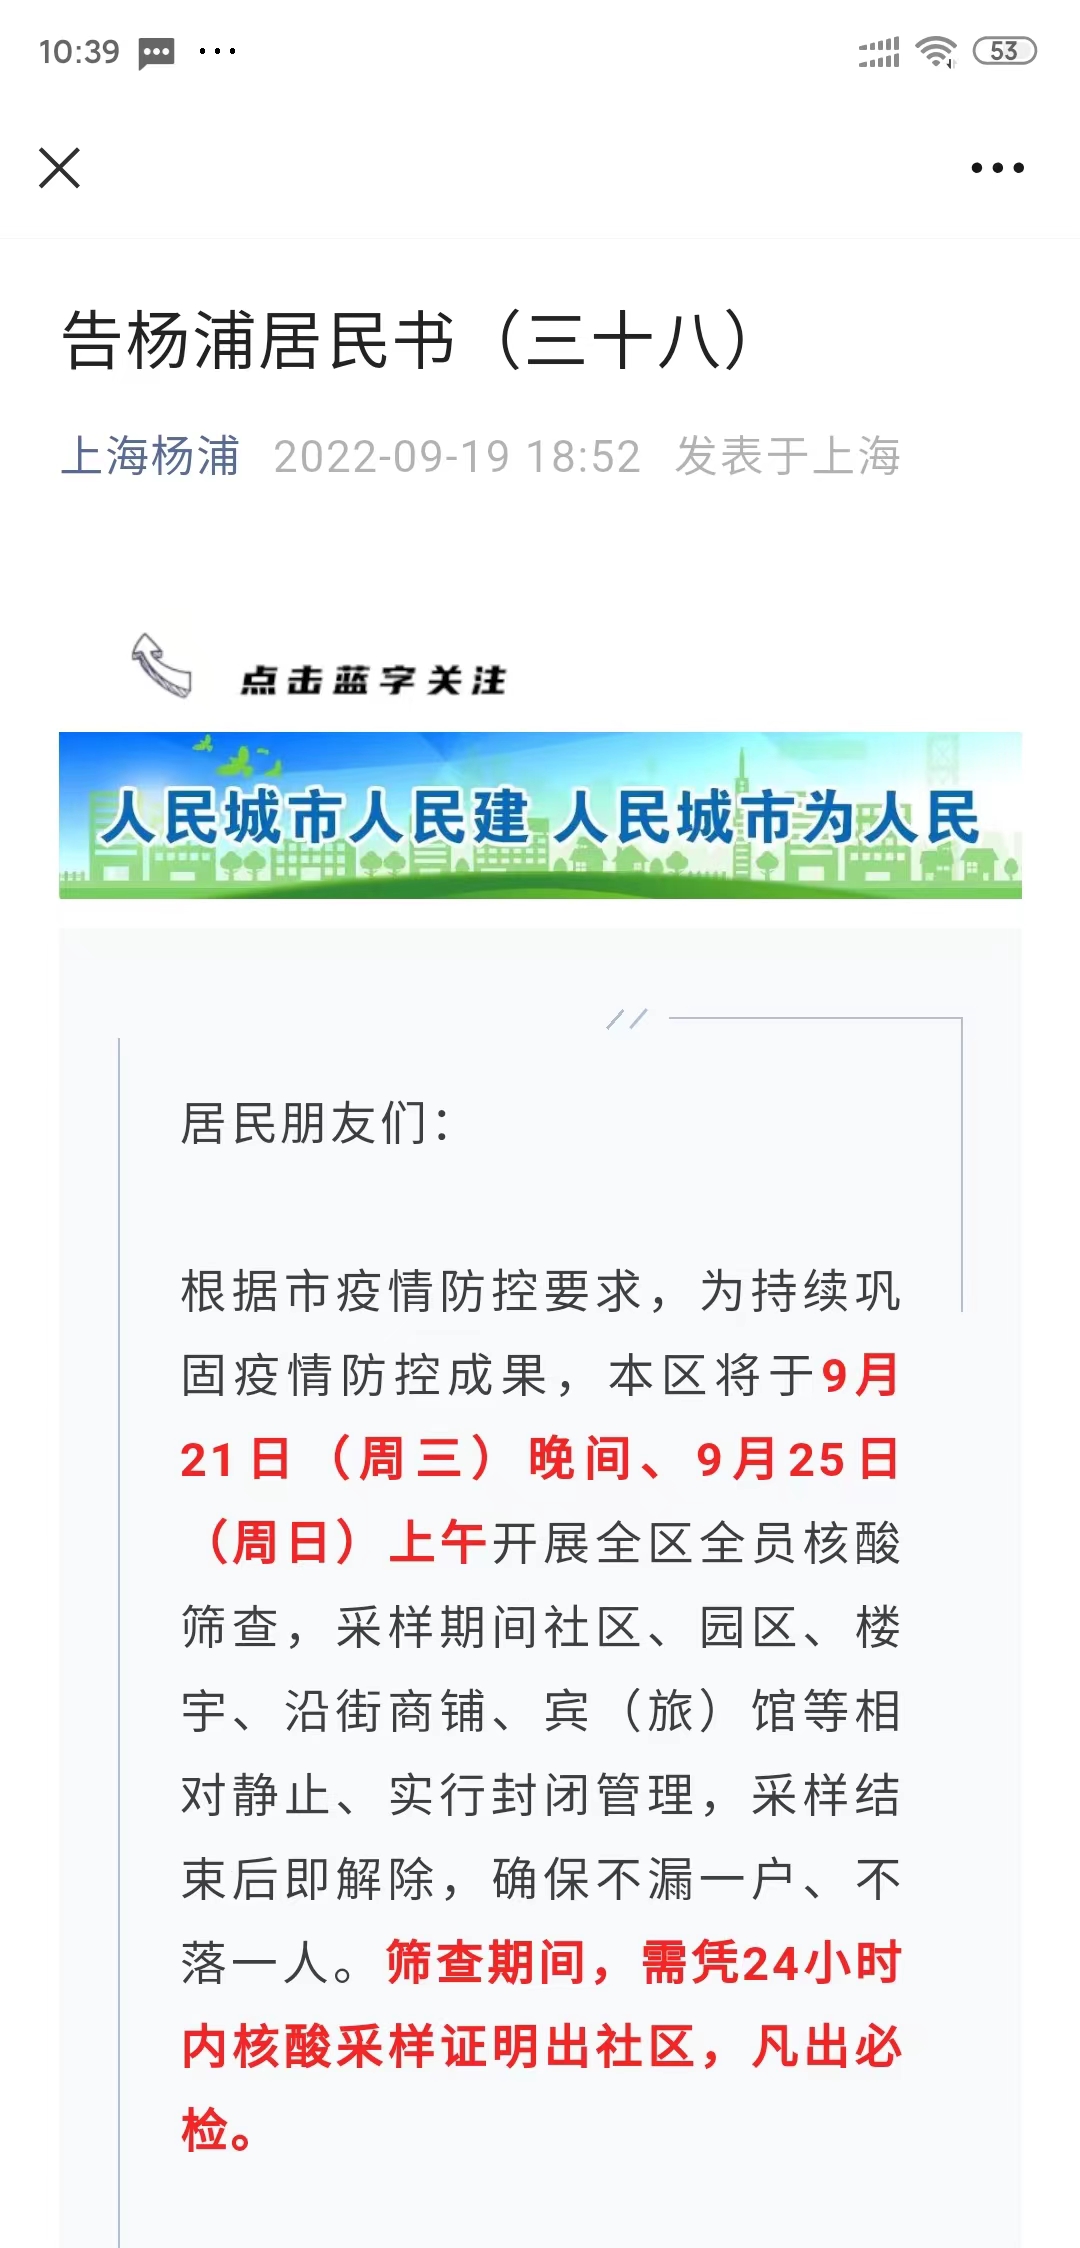 10:39
53
告杨浦居民书（三十八）
上海杨浦 2022-09-19 18:52 发表于上海
点击蓝字关注
人民城市人民建 人民城市为人民
居民朋友们：
根据市疫情防控要求，为持续巩
固疫情防控成果，本区将于9月
21日（周三）晚间、9月25日
（周日）上午开展全区全员核酸
筛查，采样期间社区、园区、楼
宇、沿街商铺、宾（旅）馆等相
对静止、实行封闭管理，采样结
束后即解除，确保不漏一户、不
落一人。筛查期间，需凭24小时
内核酸采样证明出社区，凡出必
检。